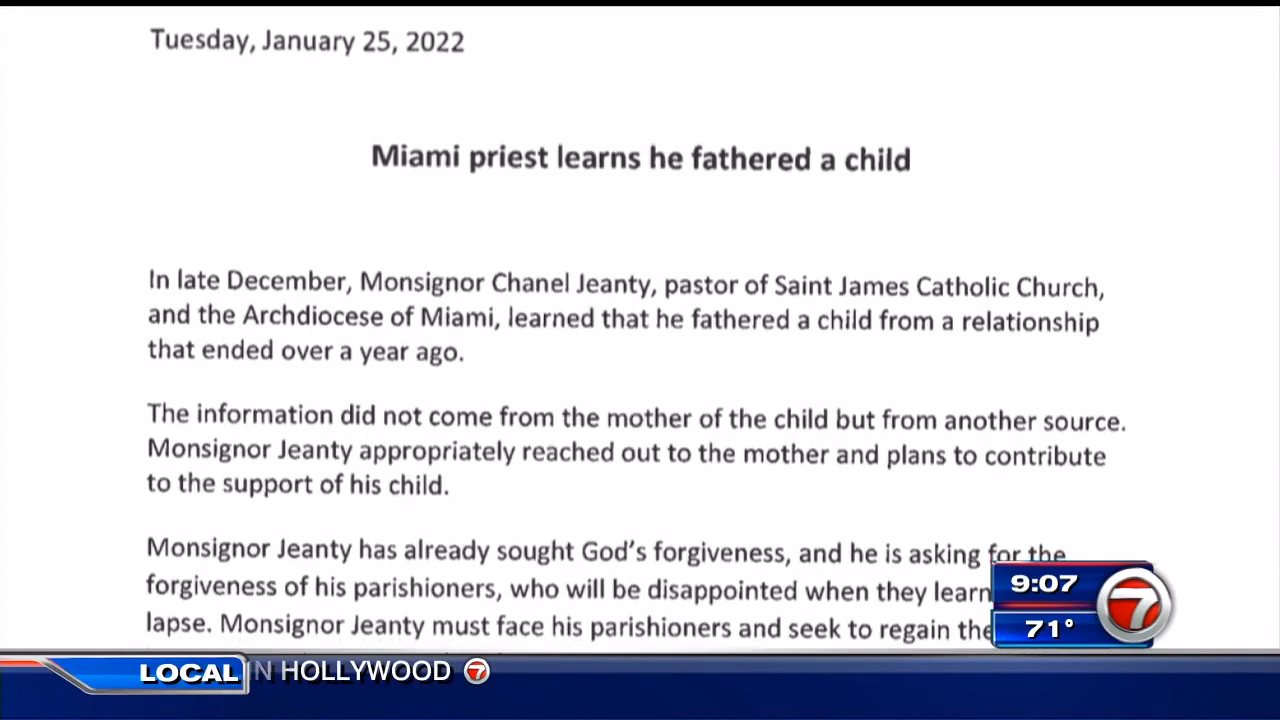 Tuesday, January 25, 2022
Miami priest learns he fathered a child
In late December, Monsignor Chanel Jeanty, pastor of Saint James Catholic Church,
and the Archdiocese of Miami, learned that he fathered a child from a relationship
that ended over a year ago.
The information did not come from the mother of the child but from another source.
Monsignor Jeanty appropriately reached out to the mother and plans to contribute
to the support of his child.
Monsignor Jeanty has already sought God's forgiveness, and he is asking for the
forgiveness of his parishioners, who will be disappointed when they learn
lapse. Monsignor Jeanty must face his parishioners and seek to regain the
9:07
7
71°
LOCAL IN HOLLYWOOD 7